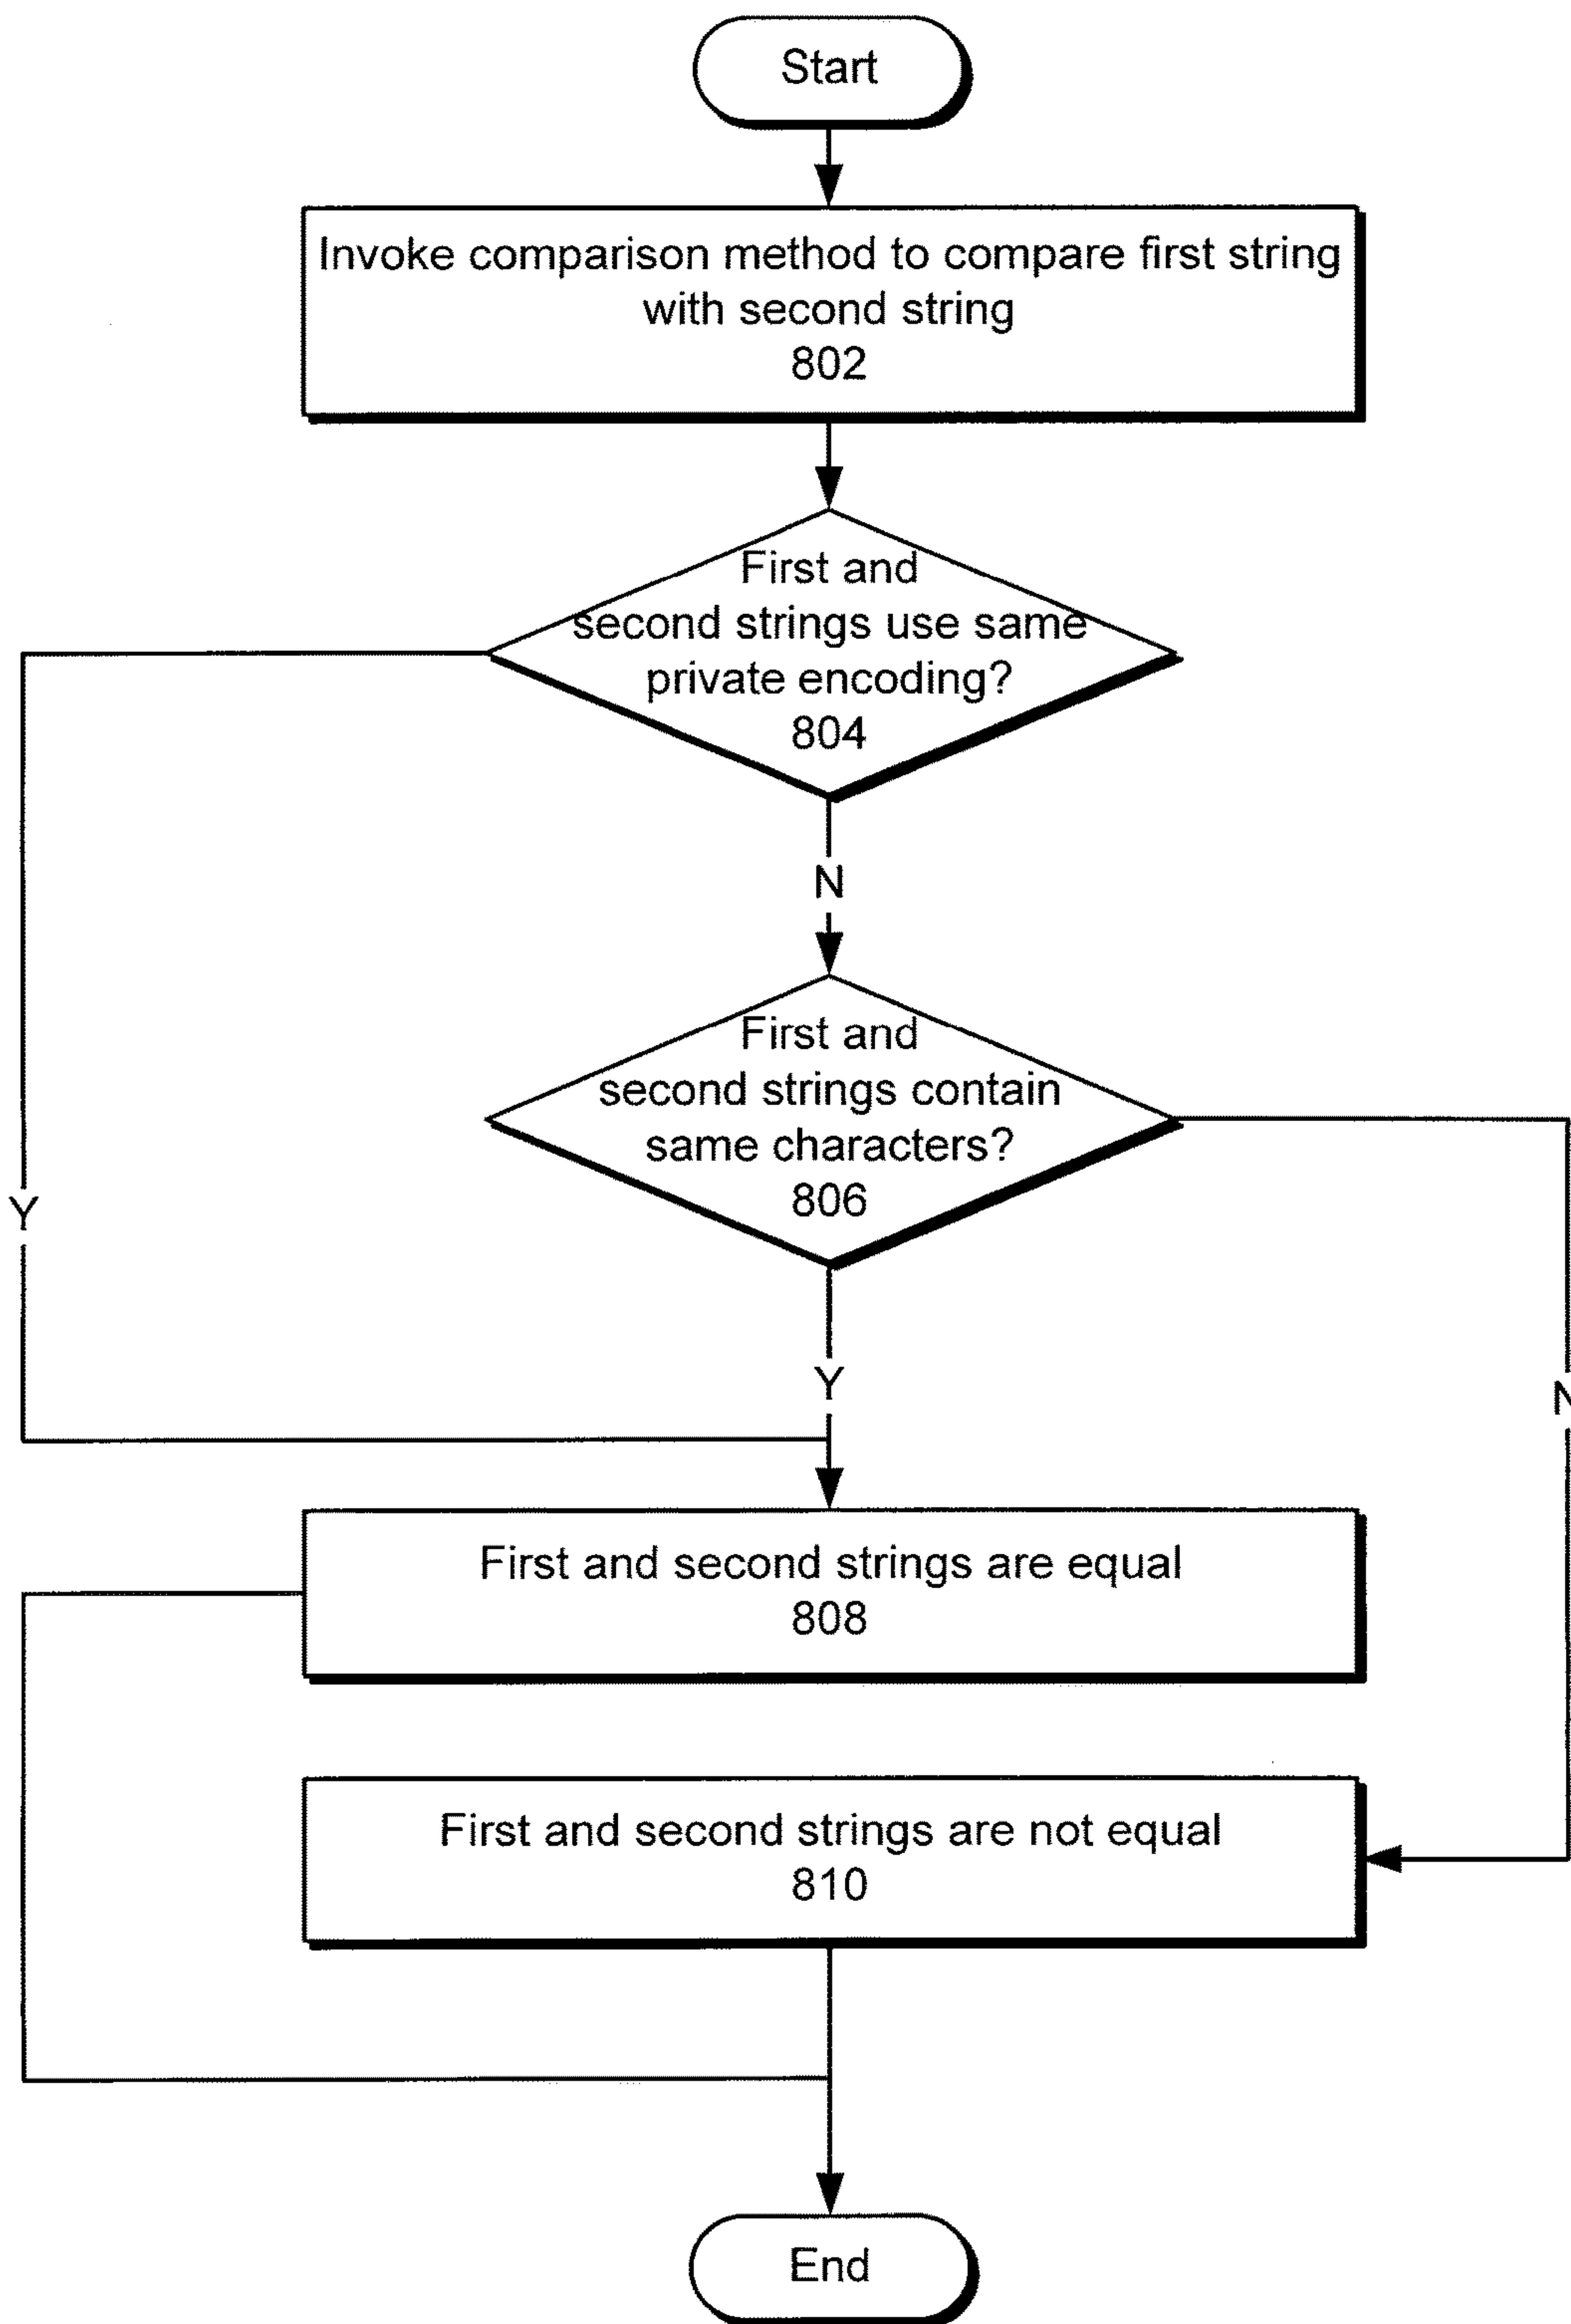 Start
Invoke comparison method to compare first string
with second string
802
First and
second strings use same
private encoding?
804
N
First and
second strings contain
same characters?
806
Y
Y
N
First and second strings are equal
808
First and second strings are not equal
810
End